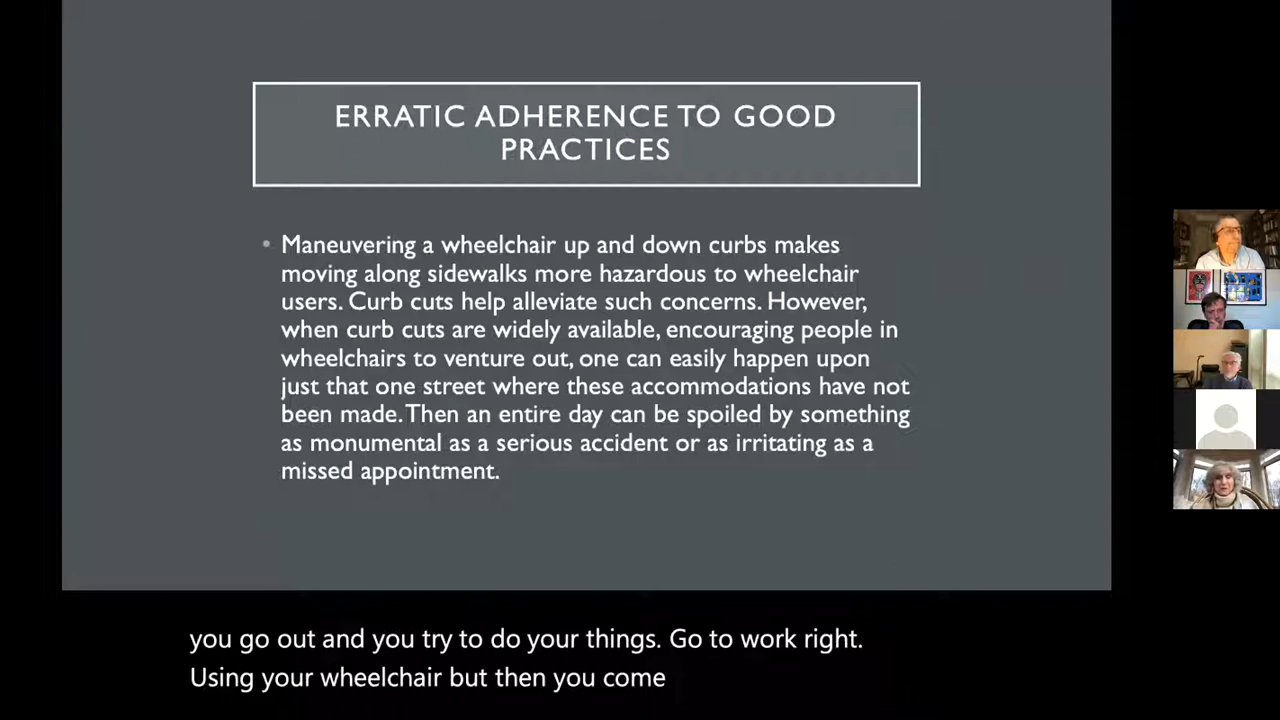 ERRATIC ADHERENCE TO GOOD
PRACTICES
• Maneuvering a wheelchair up and down curbs makes
moving along sidewalks more hazardous to wheelchair
users. Curb cuts help alleviate such concerns. However,
when curb cuts are widely available, encouraging people in
wheelchairs to venture out, one can easily happen upon
just that one street where these accommodations have not
been made. Then an entire day can be spoiled by something
as monumental as a serious accident or as irritating as a
missed appointment.
you go out and you try to do your things. Go to work right.
Using your wheelchair but then you come